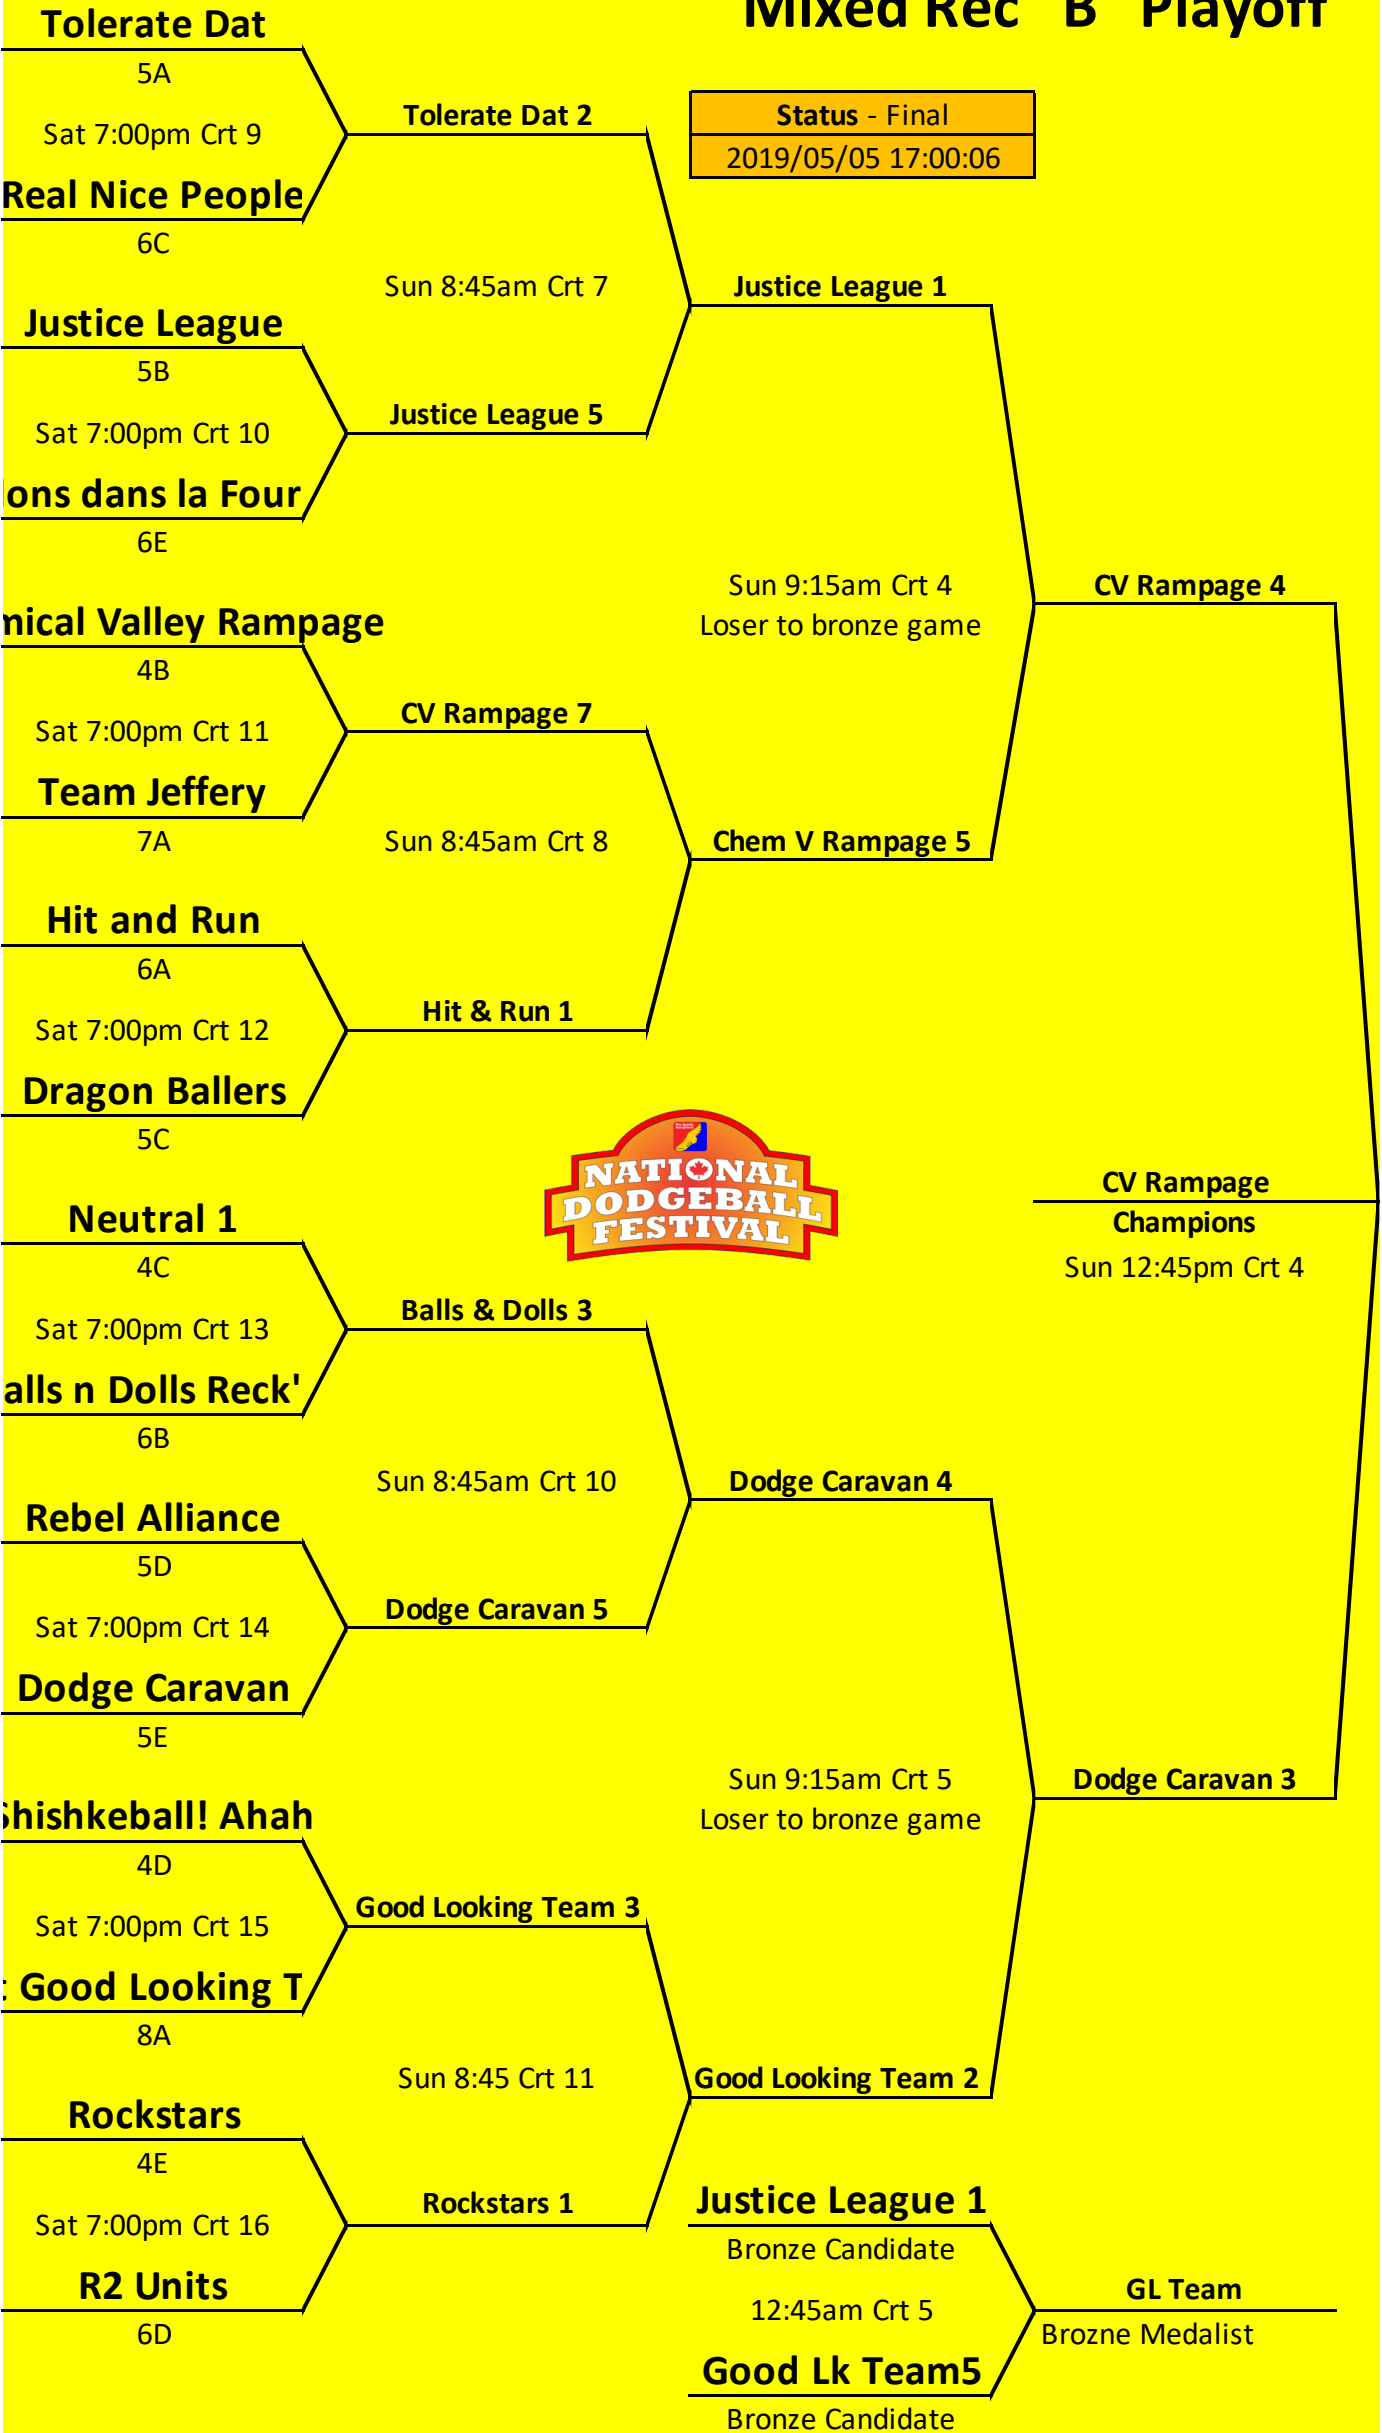 Mixed Rec "B" Playoff
Tolerate Dat
5A
Sat 7:00pm Crt 9
Real Nice People
6C
Justice League
5B
Sat 7:00pm Crt 10
ons dans la Four
6E
mical Valley Rampage
4B
Sat 7:00pm Crt 11
Team Jeffery
7A
Hit and Run
6A
Sat 7:00pm Crt 12
Dragon Ballers
5C
Neutral 1
4C
Sat 7:00pm Crt 13
alls n Dolls Reck'
6B
Rebel Alliance
5D
Sat 7:00pm Crt 14
Dodge Caravan
5E
Shishkeball! Ahah
4D
Sat 7:00pm Crt 15
Good Looking T
8A
Rockstars
4E
Sat 7:00pm Crt 16
R2 Units
6D
Tolerate Dat 2
Sun 8:45am Crt 7
Justice League 5
CV Rampage 7
Sun 8:45am Crt 8
Hit & Run 1
Balls & Dolls 3
Sun 8:45am Crt 10
Dodge Caravan 5
Good Looking Team 3
Sun 8:45 Crt 11
Rockstars 1
Status - Final
2019/05/05 17:00:06
Justice League 1
Sun 9:15am Crt 4
Loser to bronze game
Chem V Rampage 5
NATIONAL
DODGEBALL
FESTIVAL
Dodge Caravan 4
Sun 9:15am Crt 5
Loser to bronze game
Good Looking Team 2
CV Rampage 4
CV Rampage
Champions
Sun 12:45pm Crt 4
Dodge Caravan 3
Justice League 1
Bronze Candidate
12:45am Crt 5
Good Lk Team5
Bronze Candidate
GL Team
Brozne Medalist